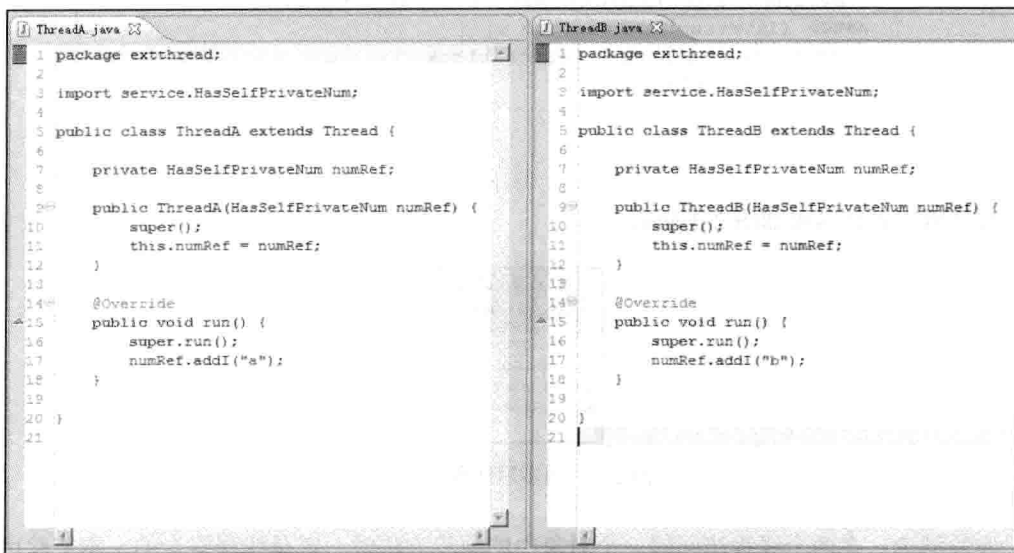 ThreadA.java
1 package extthread;
2
3 import service.HasSelfPrivateNum;
4
5 public class ThreadA extends Thread {
6
7 private HasSelfPrivateNum numRef;
8
9 public ThreadA(HasSelfPrivateNum numRef) {
10 super();
11 this.numRef = numRef;
12 }
13
14 @Override
15 public void run() {
16 super.run();
17 numRef.addI("a");
18 }
19
20 }
21
ThreadB.java
1 package extthread;
2
3 import service.HasSelfPrivateNum;
4
5 public class ThreadB extends Thread {
6
7 private HasSelfPrivateNum numRef;
8
9 public ThreadB(HasSelfPrivateNum numRef) {
10 super();
11 this.numRef = numRef;
12 }
13
14 @Override
15 public void run() {
16 super.run();
17 numRef.addI("b");
18 }
19
20 }
21